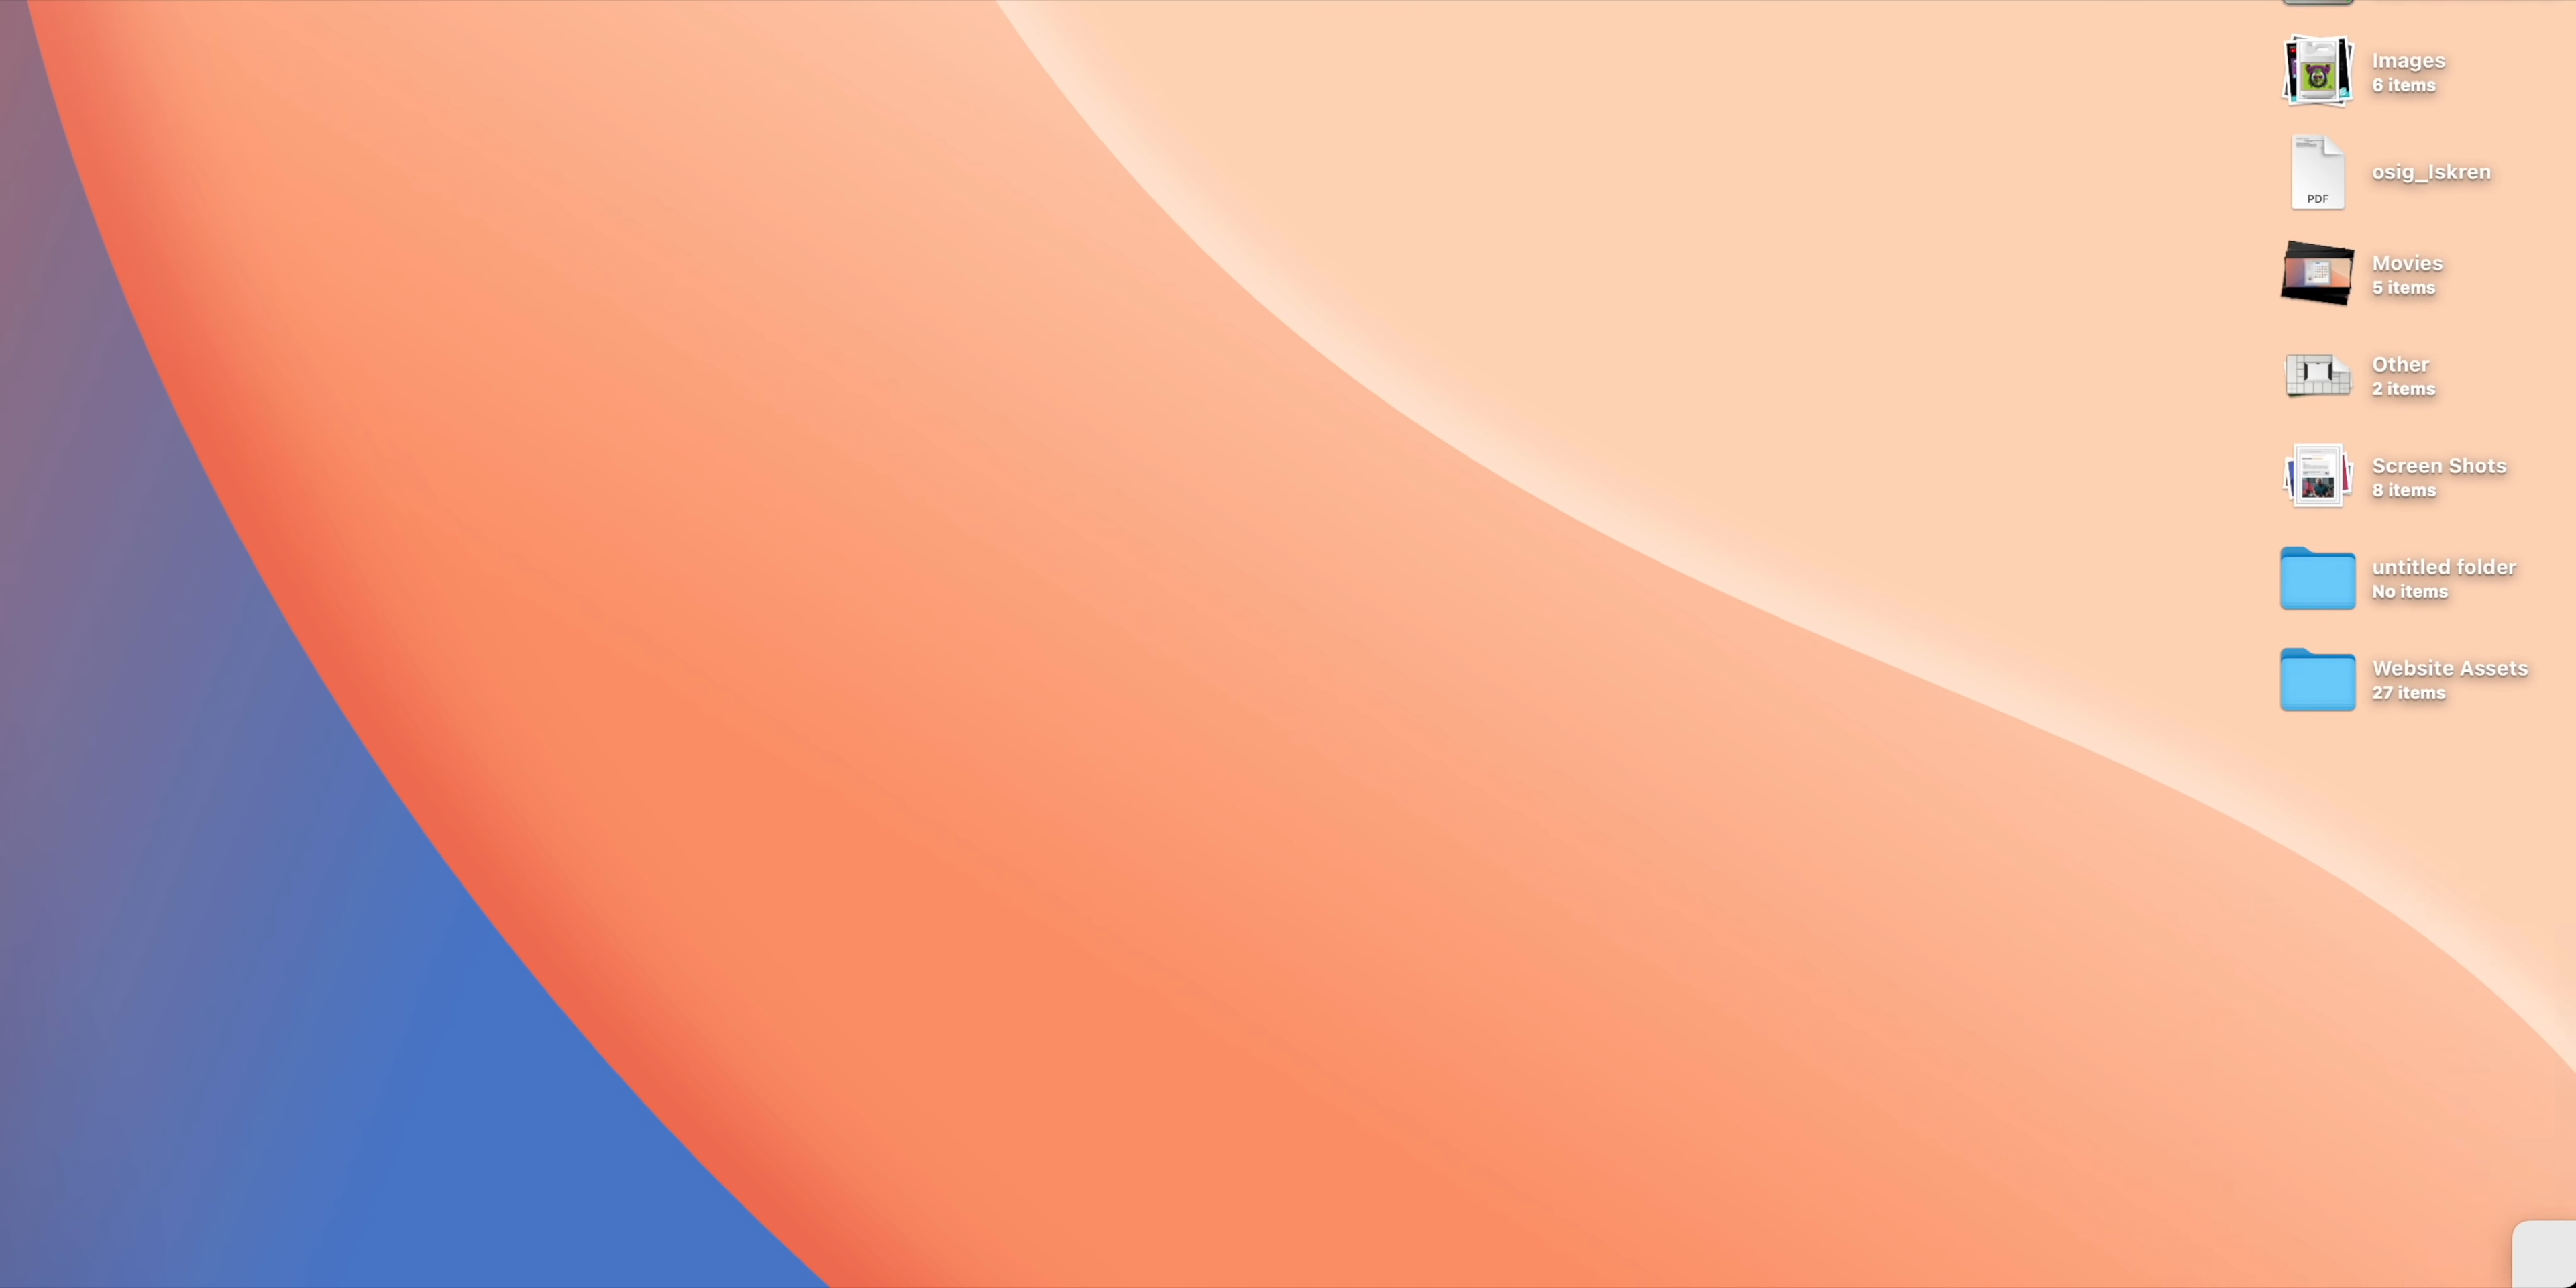 Images
6 items
PDF
osig_Iskren
Movies
5 items
Other
2 items
Screen Shots
8 items
untitled folder
No items
Website Assets
27 items